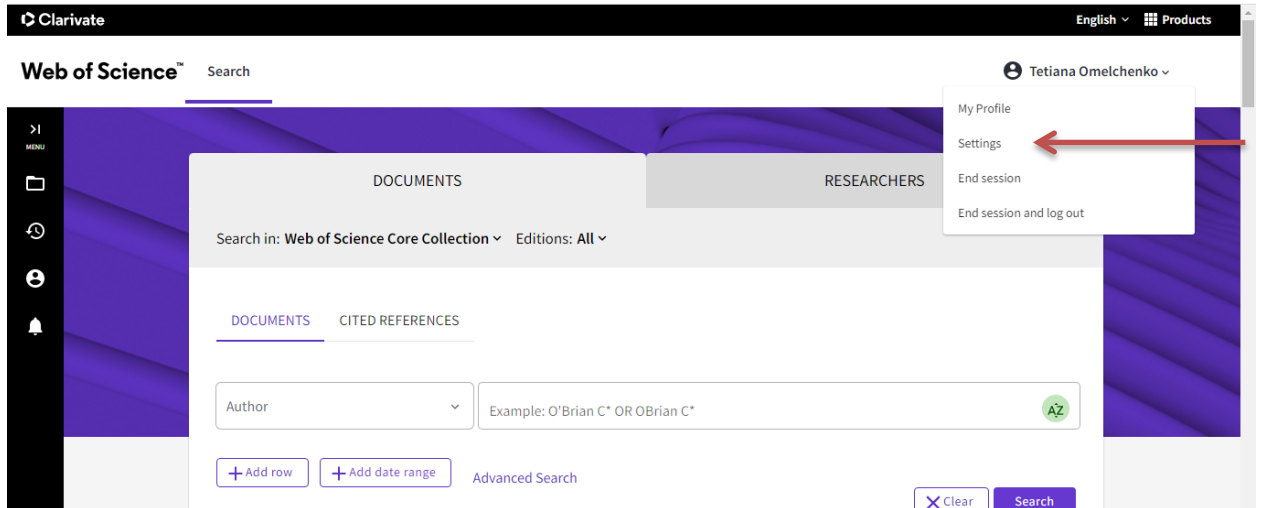 Clarivate
English
Products
Web of Science™
Search
Tetiana Omelchenko
My Profile
Settings
End session
End session and log out
MENU
DOCUMENTS
RESEARCHERS
Search in: Web of Science Core Collection Editions: All
DOCUMENTS
CITED REFERENCES
Author
Example: O'Brian C* OR OBrian C*
AZ
+ Add row
+ Add date range
Advanced Search
Clear
Search